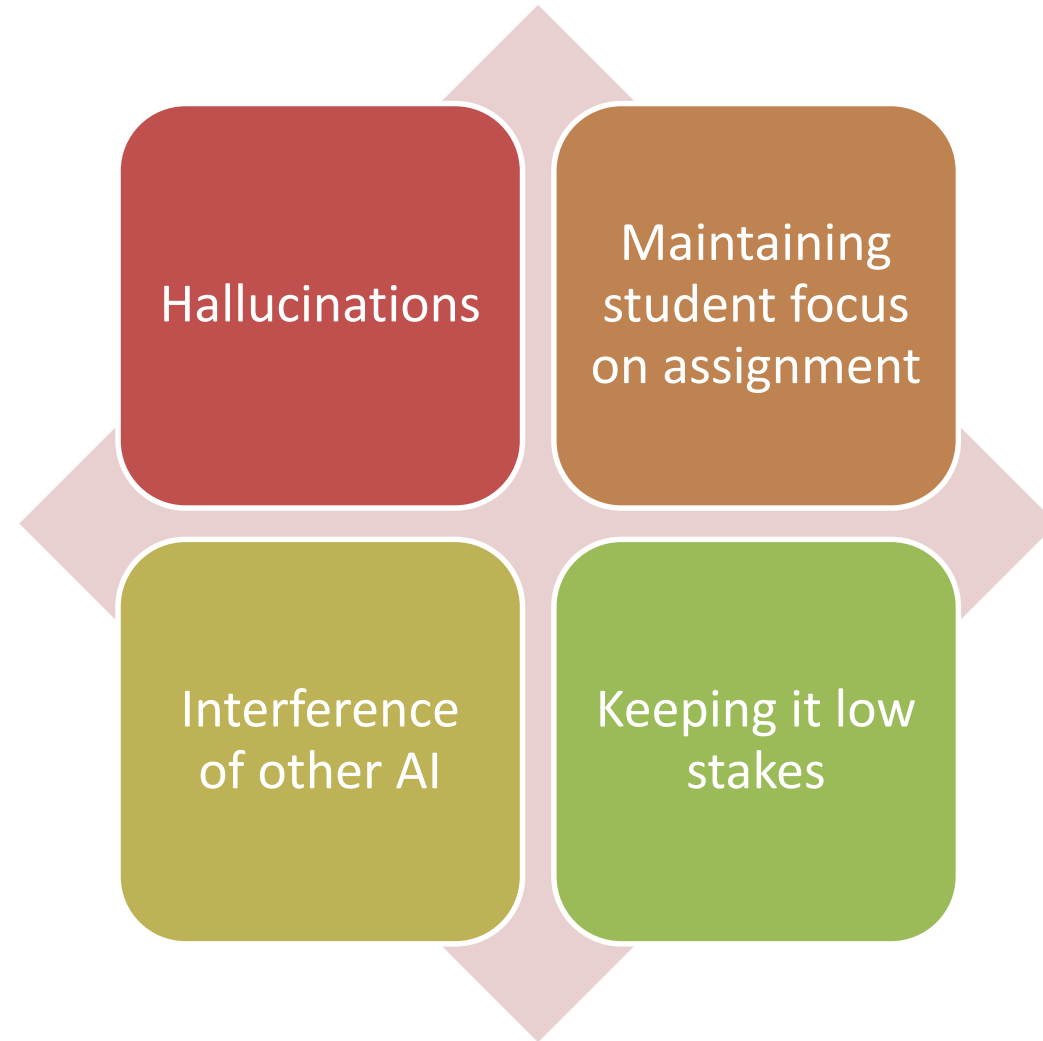 Hallucinations
Maintaining
student focus
on assignment
Interference
of other AI
Keeping it low
stakes